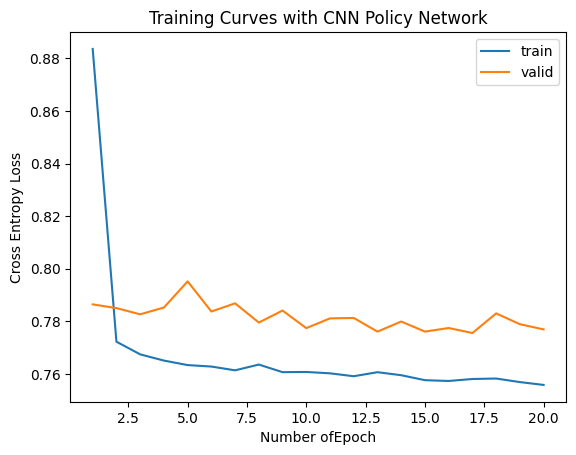 Training Curves with CNN Policy Network
train
valid
Cross Entropy Loss
0.88
0.86
0.84
0.82
0.80
0.78
0.76
2.5 5.0 7.5 10.0 12.5 15.0 17.5 20.0
Number ofEpoch